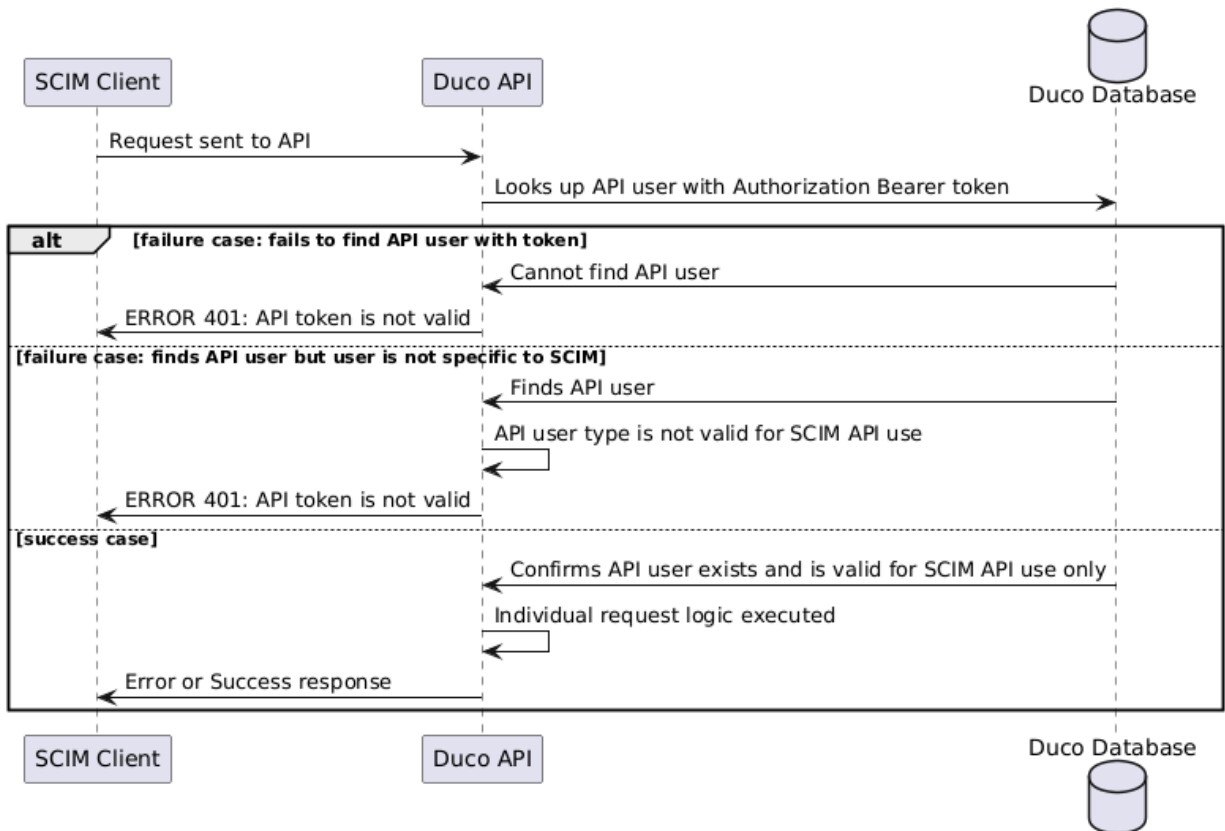 SCIM Client
Duco API
Duco Database
Request sent to API
Looks up API user with Authorization Bearer token
alt
[failure case: fails to find API user with token]
Cannot find API user
ERROR 401: API token is not valid
[failure case: finds API user but user is not specific to SCIM]
Finds API user
API user type is not valid for SCIM API use
ERROR 401: API token is not valid
[success case]
Confirms API user exists and is valid for SCIM API use only
Individual request logic executed
Error or Success response
SCIM Client
Duco API
Duco Database